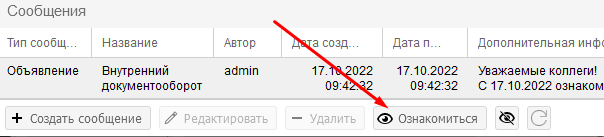 Сообщения
Тип сообщ... Название Автор Дата созд... Дата п... Дополнительная инфо
Объявление Внутренний admin 17.10.2022 17.10.2022 Уважаемые коллеги!
документооборот 09:42:32 09:42:32 С 17.10.2022 ознаком
+ Создать сообщение Редактировать − Удалить Ознакомиться